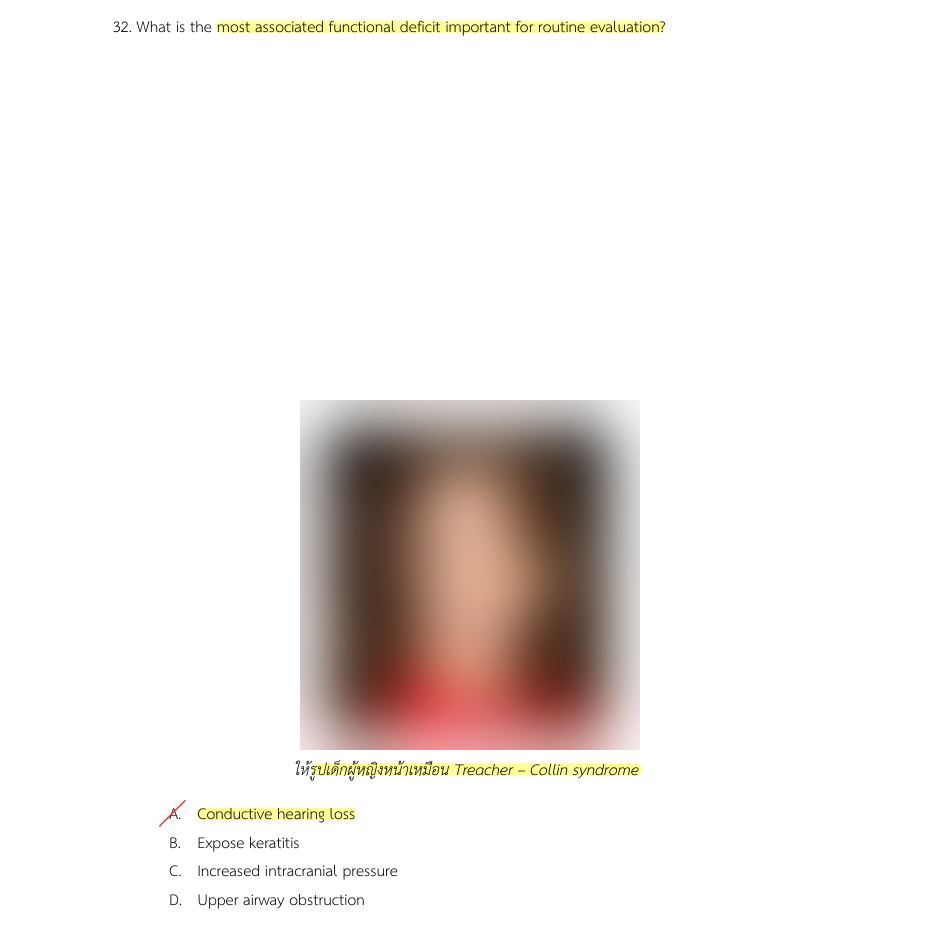 32. What is the most associated functional deficit important for routine evaluation?
ให้รูปเด็กผู้หญิงหน้าเหมือน Treacher – Collin syndrome
A. Conductive hearing loss
B. Expose keratitis
C. Increased intracranial pressure
D. Upper airway obstruction